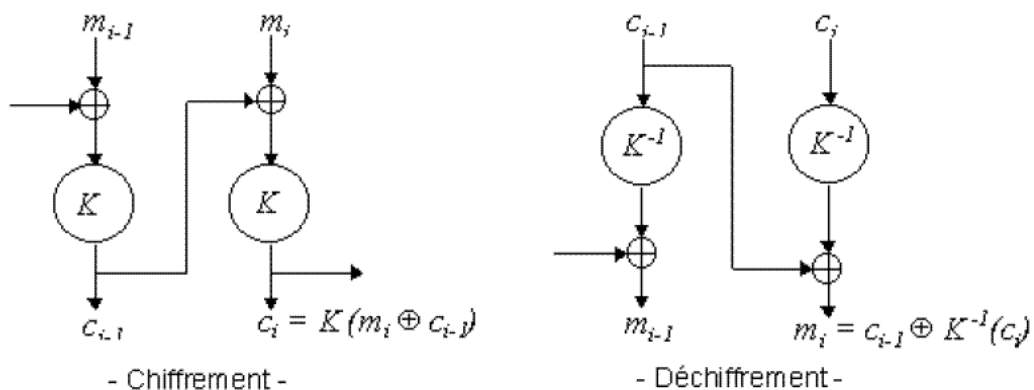 m_{i-1} m_i
K K
c_{i-1} c_i = K(m_i ⊕ c_{i-1})
- Chiffrement -
c_{i-1} c_i
K^{-1} K^{-1}
m_{i-1} m_i = c_{i-1} ⊕ K^{-1}(c_i)
- Déchiffrement -